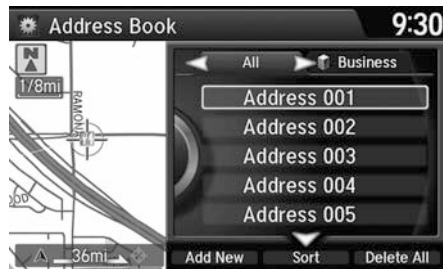 Address Book
9:30
N
1/8mi
RAMONA
All
Business
Address 001
Address 002
Address 003
Address 004
Address 005
36mi
Add New
Sort
Delete All